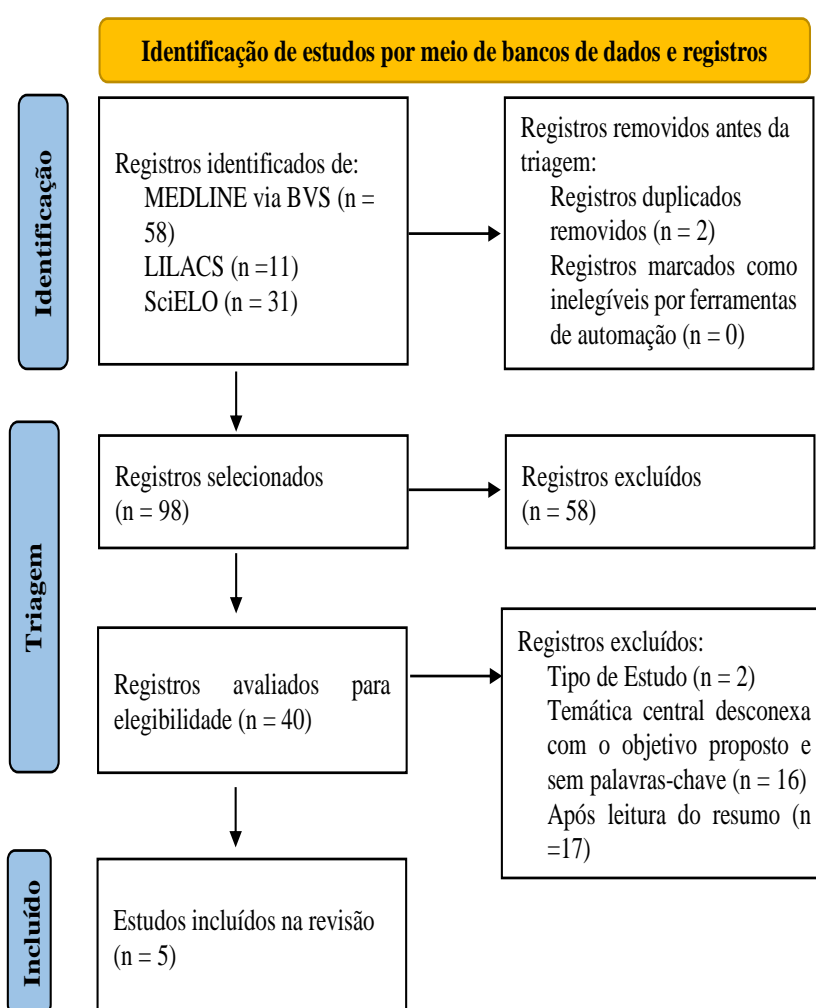 Identificação de estudos por meio de bancos de dados e registros
Identificação
Registros identificados de:
MEDLINE via BVS (n =
58)
LILACS (n =11)
SciELO (n = 31)
Registros removidos antes da
triagem:
Registros duplicados
removidos (n = 2)
Registros marcados como
inelegíveis por ferramentas
de automação (n = 0)
Triagem
Registros selecionados
(n = 98)
Registros excluídos
(n = 58)
Registros avaliados para
elegibilidade (n = 40)
Registros excluídos:
Tipo de Estudo (n = 2)
Temática central desconexa
com o objetivo proposto e
sem palavras-chave (n = 16)
Após leitura do resumo (n
=17)
Incluído
Estudos incluídos na revisão
(n = 5)